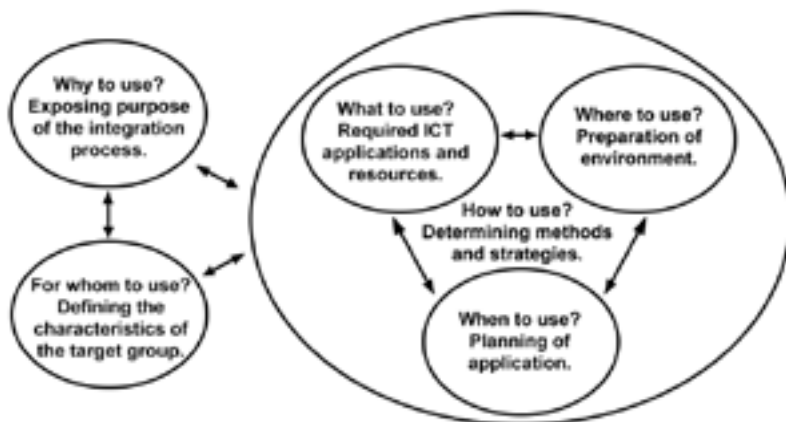 Why to use?
Exposing purpose
of the integration
process.
For whom to use?
Defining the
characteristics of
the target group.
What to use?
Required ICT
applications and
resources.
Where to use?
Preparation of
environment.
How to use?
Determining methods
and strategies.
When to use?
Planning of
application.